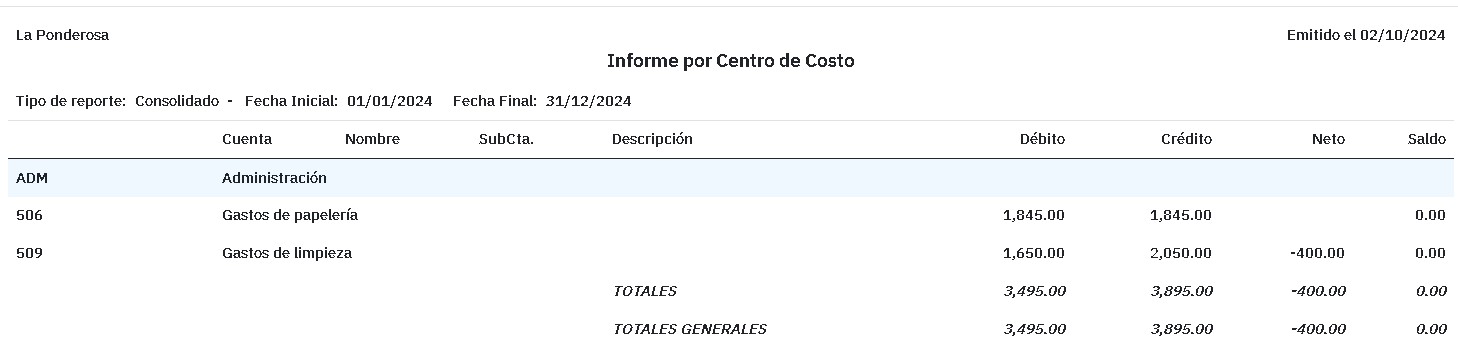 La Ponderosa Emitido el 02/10/2024
Informe por Centro de Costo
Tipo de reporte: Consolidado - Fecha Inicial: 01/01/2024 Fecha Final: 31/12/2024
Cuenta Nombre SubCta. Descripción Débito Crédito Neto Saldo
ADM Administración
506 Gastos de papelería 1,845.00 1,845.00 0.00
509 Gastos de limpieza 1,650.00 2,050.00 -400.00 0.00
TOTALES 3,495.00 3,895.00 -400.00 0.00
TOTALES GENERALES 3,495.00 3,895.00 -400.00 0.00